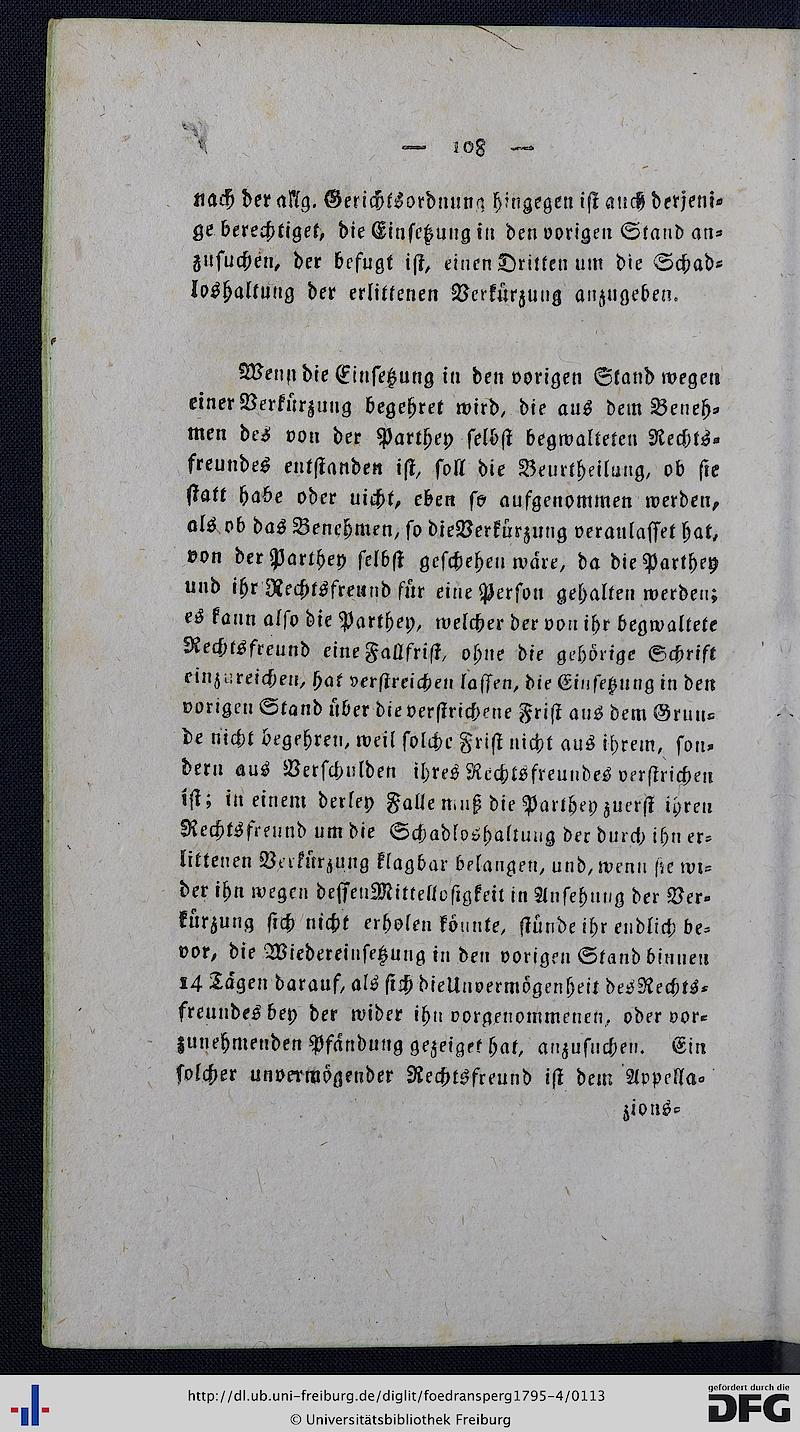 — 108 —
nach der allg. Gerichtsordnung hingegen ist auch derjeni-
ge berechtiget, die Einsetzung in den vorigen Stand an-
zusuchen, der befugt ist, einen Dritten um die Schad-
loshaltung der erlittenen Verkürzung anzugeben.
Wenn die Einsetzung in den vorigen Stand wegen
einer Verkürzung begehret wird, die aus dem Beneh-
men des von der Parthey selbst begwalteten Rechts-
freundes entstanden ist, soll die Beurtheilung, ob sie
statt habe oder nicht, eben so aufgenommen werden,
als ob das Benehmen, so die Verkürzung veranlasset hat,
von der Parthey selbst geschehen wäre, da die Parthey
und ihr Rechtsfreund für eine Person gehalten werden;
es kann also die Parthey, welcher der von ihr begwaltete
Rechtsfreund eine Fallfrist, ohne die gehörige Schrift
einzureichen, hat verstreichen lassen, die Einsetzung in den
vorigen Stand über die verstrichene Frist aus dem Grun-
de nicht begehren, weil solche Frist nicht aus ihrem, son-
dern aus Verschulden ihres Rechtsfreundes verstrichen
ist; in einem derley Falle muß die Parthey zuerst ihren
Rechtsfreund um die Schadloshaltung der durch ihn er-
littenen Verkürzung klagbar belangen, und, wenn sie wi-
der ihn wegen dessen Mittellosigkeit in Ansehung der Ver-
kürzung sich nicht erholen könnte, stünde ihr endlich be-
vor, die Wiedereinsetzung in den vorigen Stand binnen
14 Tägen darauf, als sich die Unvermögenheit des Rechts-
freundes bey der wider ihn vorgenommenen, oder vor-
zunehmenden Pfändung gezeiget hat, anzusuchen. Ein
solcher unvermögender Rechtsfreund ist dem Appella-
zions-
http://dl.ub.uni-freiburg.de/diglit/foedransperg1795-4/0113
© Universitätsbibliothek Freiburg
gefördert durch die
DFG